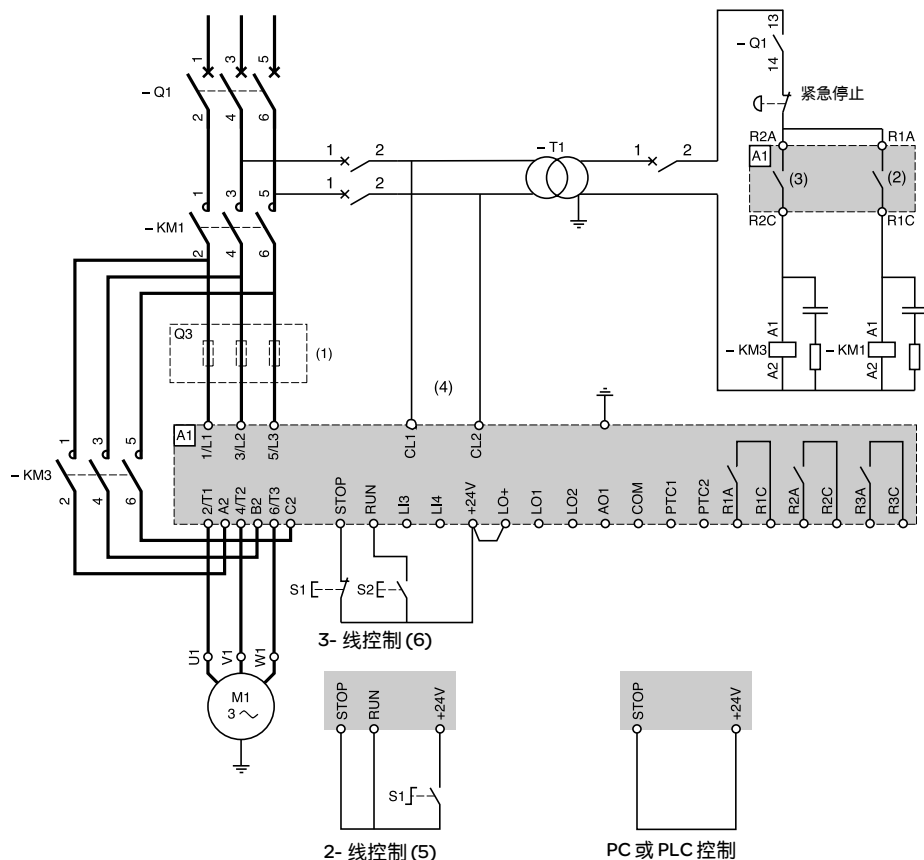 1 3 5
– Q1
2 4 6
1 2
1 2
– T1
1 2
13
– Q1
14
紧急停止
R2A R1A
A1
(3) (2)
R2C R1C
A1 A1
– KM3 – KM1
A2 A2
1 3 5
– KM1
2 4 6
Q3
(1)
(4)
A1
1/L1 3/L2 5/L3 CL1 CL2
1 3 5
– KM3
2 4 6
2/T1 A2 4/T2 B2 6/T3 C2 STOP RUN LI3 LI4 +24V LO+ LO1 LO2 AO1 COM PTC1 PTC2 R1A R1C R2A R2C R3A R3C
S1 S2
3- 线控制 (6)
U1 V1 W1
M1
3
STOP RUN +24V
S1
2- 线控制 (5)
STOP +24V
PC 或 PLC 控制